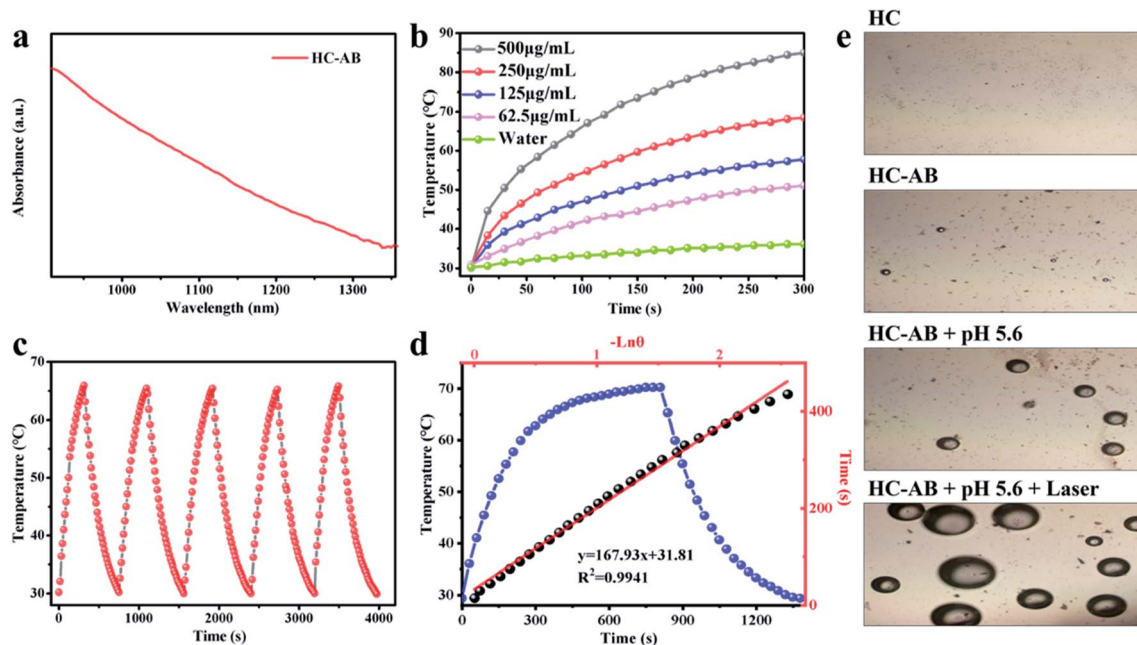 a
HC-AB
Absorbance (a.u.)
1000 1100 1200 1300
Wavelength (nm)
b
500μg/mL
250μg/mL
125μg/mL
62.5μg/mL
Water
Temperature (℃)
90
80
70
60
50
40
30
0 50 100 150 200 250 300
Time (s)
c
Temperature (℃)
70
60
50
40
30
0 1000 2000 3000 4000
Time (s)
d
-Lnθ
0 1 2
Temperature (℃)
70
60
50
40
30
y=167.93x+31.81
R²=0.9941
400
200
0
Time (s)
0 300 600 900 1200
Time (s)
e
HC
HC-AB
HC-AB + pH 5.6
HC-AB + pH 5.6 + Laser